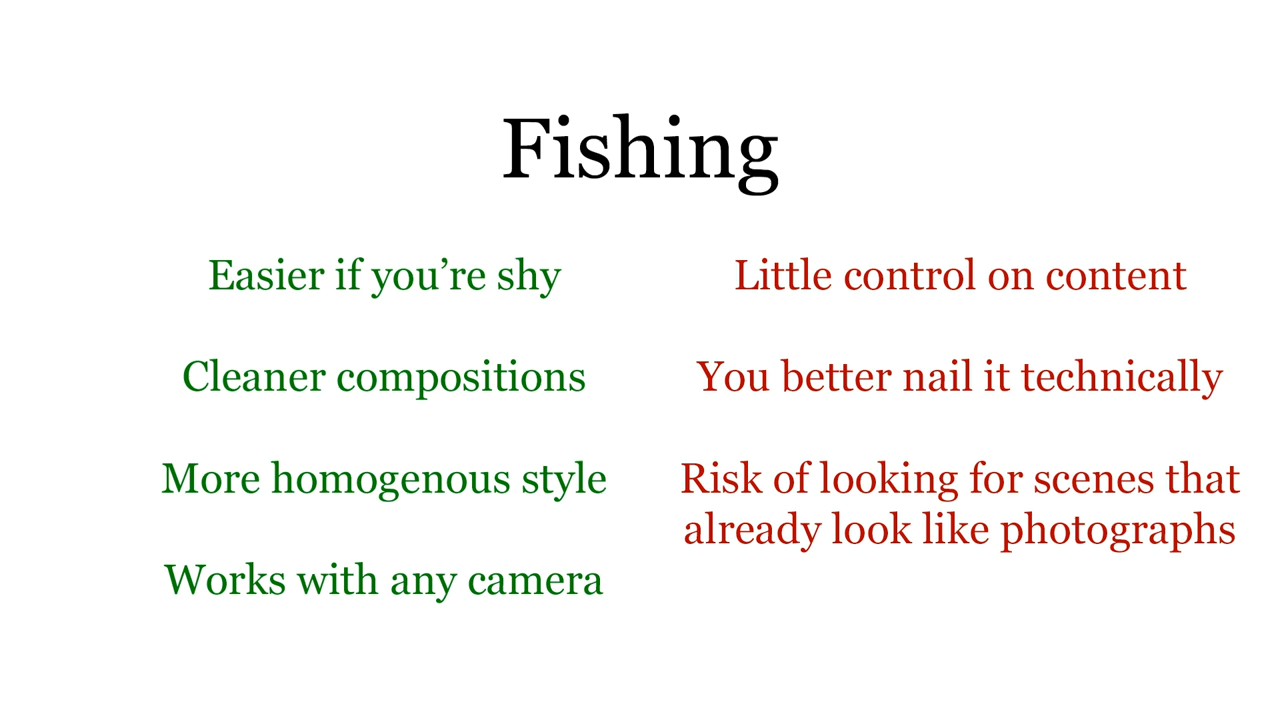 Fishing
Easier if you’re shy
Cleaner compositions
More homogenous style
Works with any camera
Little control on content
You better nail it technically
Risk of looking for scenes that
already look like photographs